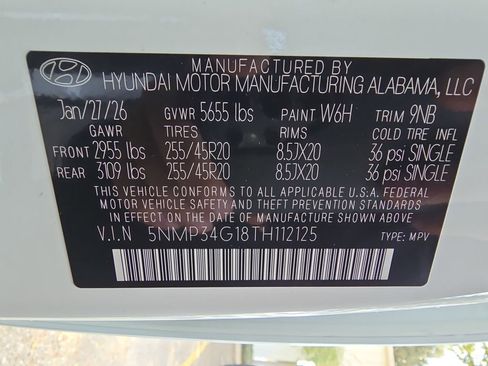 MANUFACTURED BY
HYUNDAI MOTOR MANUFACTURING ALABAMA, LLC
Jan/27/26 GVWR 5655 lbs PAINT W6H TRIM 9NB
GAWR TIRES RIMS COLD TIRE INFL
FRONT 2955 lbs 255/45R20 8.5JX20 36 psi SINGLE
REAR 3109 lbs 255/45R20 8.5JX20 36 psi SINGLE
THIS VEHICLE CONFORMS TO ALL APPLICABLE U.S.A. FEDERAL
MOTOR VEHICLE SAFETY AND THEFT PREVENTION STANDARDS
IN EFFECT ON THE DATE OF MANUFACTURE SHOWN ABOVE.
V.I.N 5NMP34G18TH112125
TYPE: MPV